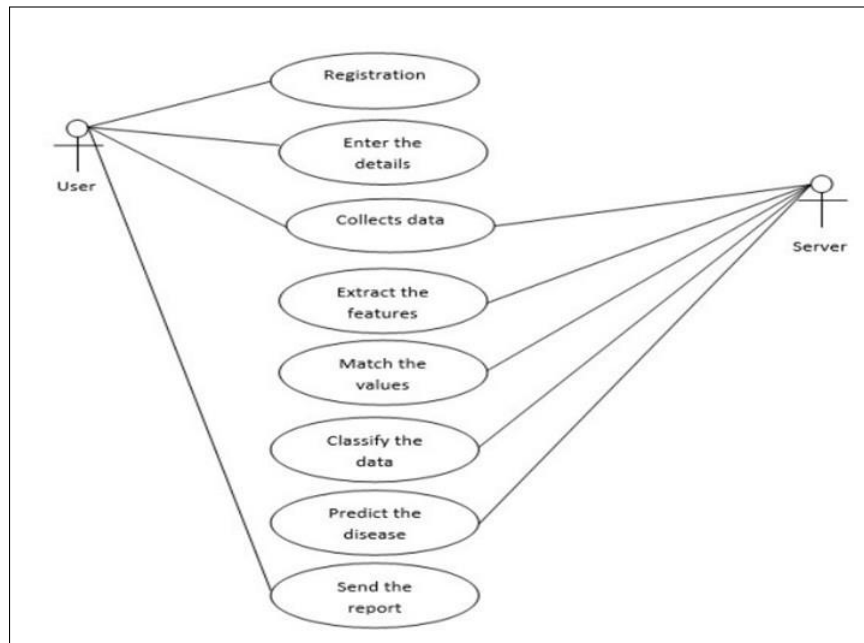 Registration
Enter the
details
User
Collects data
Server
Extract the
features
Match the
values
Classify the
data
Predict the
disease
Send the
report